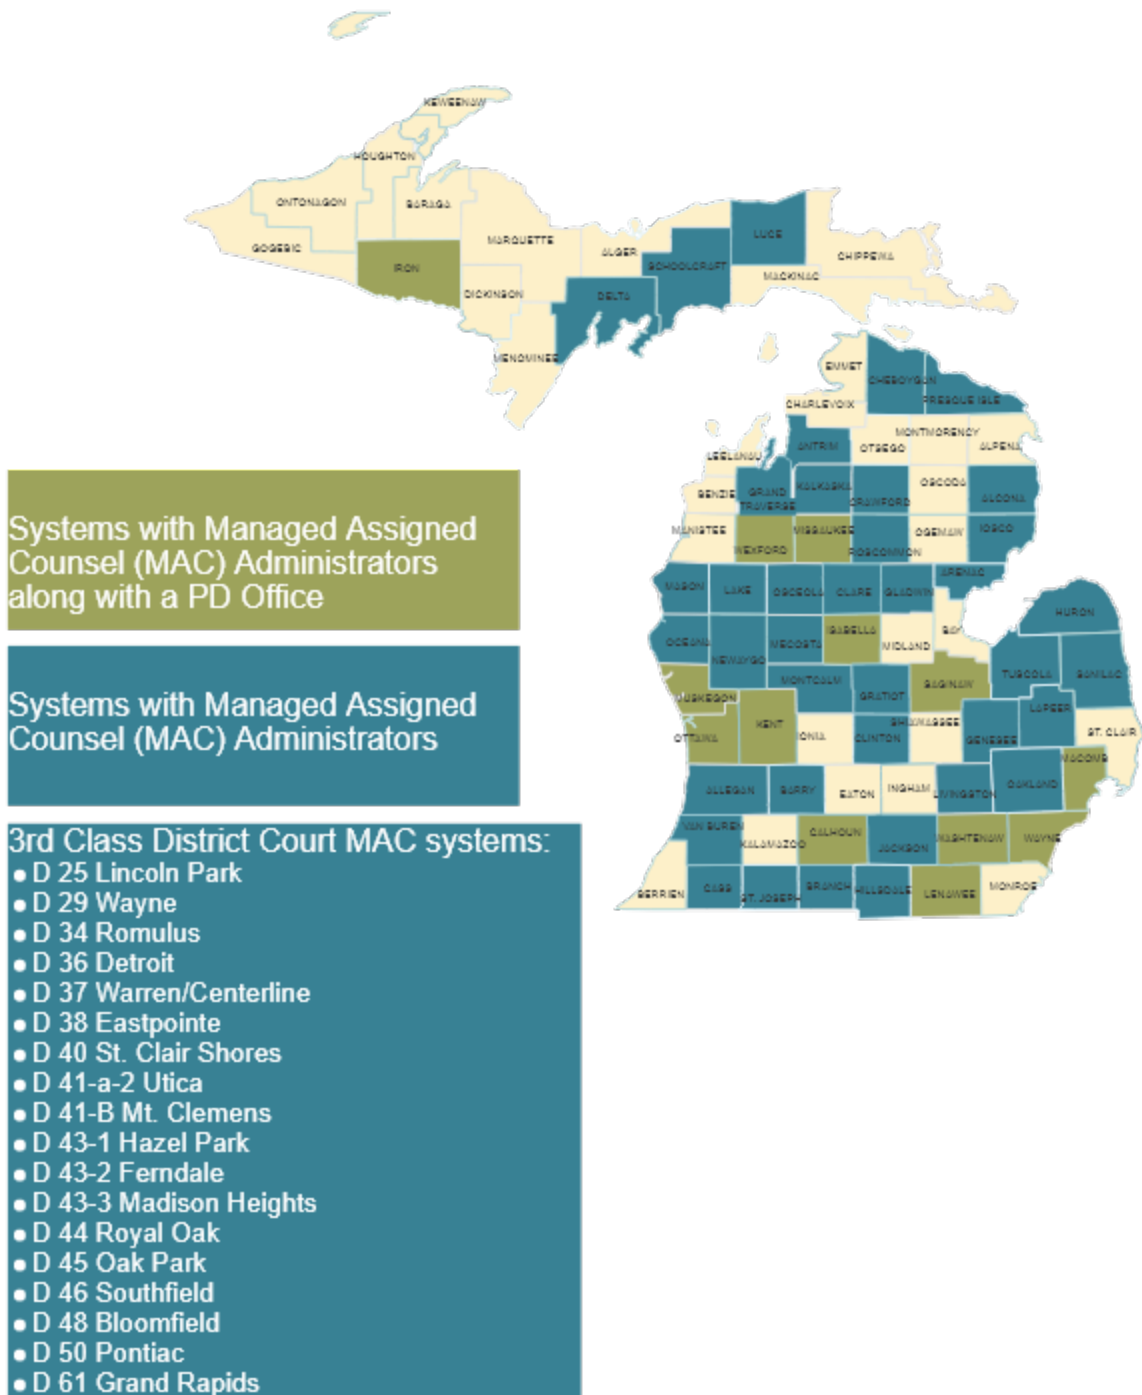 KEWEENAW
HOUGHTON
ONTONAGON
BARAGA
GOGEBIC
IRON
MARQUETTE
DICKINSON
MENOMINEE
ALGER
DELTA
SCHOOLCRAFT
LUCE
MACKINAC
CHIPPEWA
EMMET
CHEBOYGAN
PRESQUE ISLE
CHARLEVOIX
ANTRIM
OTSEGO
MONTMORENCY
ALPENA
LEELANAU
BENZIE
GRAND
TRAVERSE
KALKASKA
CRAWFORD
OSCODA
ALCONA
MANISTEE
WEXFORD
MISSAUKEE
ROSCOMMON
OGEMAW
IOSCO
MASON
LAKE
OSCEOLA
CLARE
GLADWIN
ARENAC
OCEANA
NEWAYGO
MECOSTA
ISABELLA
MIDLAND
BAY
HURON
TUSCOLA
SANILAC
MUSKEGON
MONTCALM
GRATIOT
SAGINAW
LAPEER
OTTAWA
KENT
IONIA
CLINTON
SHIAWASSEE
GENESEE
ST. CLAIR
MACOMB
ALLEGAN
BARRY
EATON
INGHAM
LIVINGSTON
OAKLAND
VAN BUREN
KALAMAZOO
CALHOUN
JACKSON
WASHTENAW
WAYNE
BERRIEN
CASS
ST. JOSEPH
BRANCH
HILLSDALE
LENAWEE
MONROE
Systems with Managed Assigned
Counsel (MAC) Administrators
along with a PD Office
Systems with Managed Assigned
Counsel (MAC) Administrators
3rd Class District Court MAC systems:
• D 25 Lincoln Park
• D 29 Wayne
• D 34 Romulus
• D 36 Detroit
• D 37 Warren/Centerline
• D 38 Eastpointe
• D 40 St. Clair Shores
• D 41-a-2 Utica
• D 41-B Mt. Clemens
• D 43-1 Hazel Park
• D 43-2 Ferndale
• D 43-3 Madison Heights
• D 44 Royal Oak
• D 45 Oak Park
• D 46 Southfield
• D 48 Bloomfield
• D 50 Pontiac
• D 61 Grand Rapids